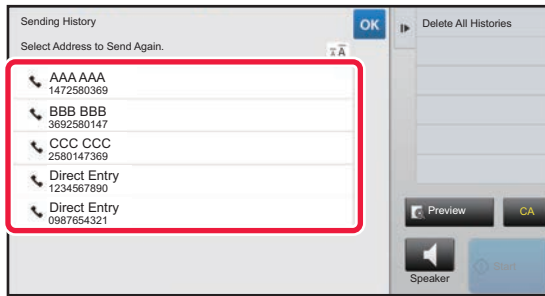 Sending History
OK
Delete All Histories
Select Address to Send Again.
AAA AAA
1472580369
BBB BBB
3692580147
CCC CCC
2580147369
Direct Entry
1234567890
Direct Entry
0987654321
Preview
CA
Speaker
Start